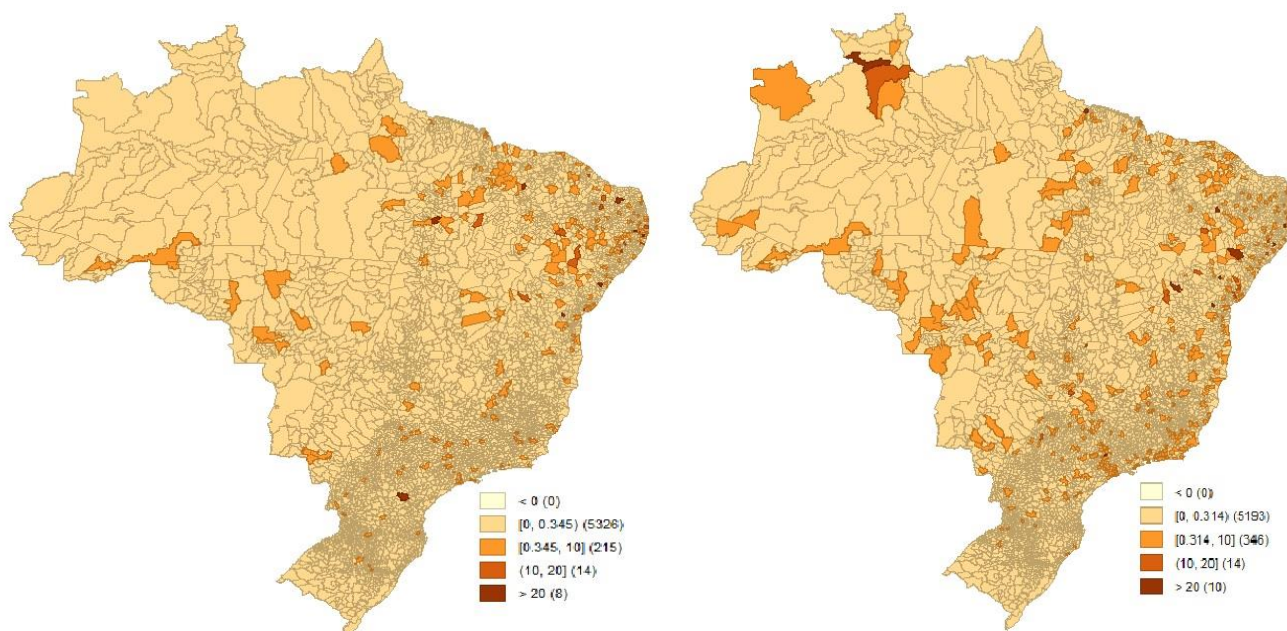 < 0 (0)
[0, 0.345) (5326)
[0.345, 10] (215)
(10, 20] (14)
> 20 (8)
< 0 (0)
[0, 0.314) (5193)
[0.314, 10] (346)
(10, 20] (14)
> 20 (10)